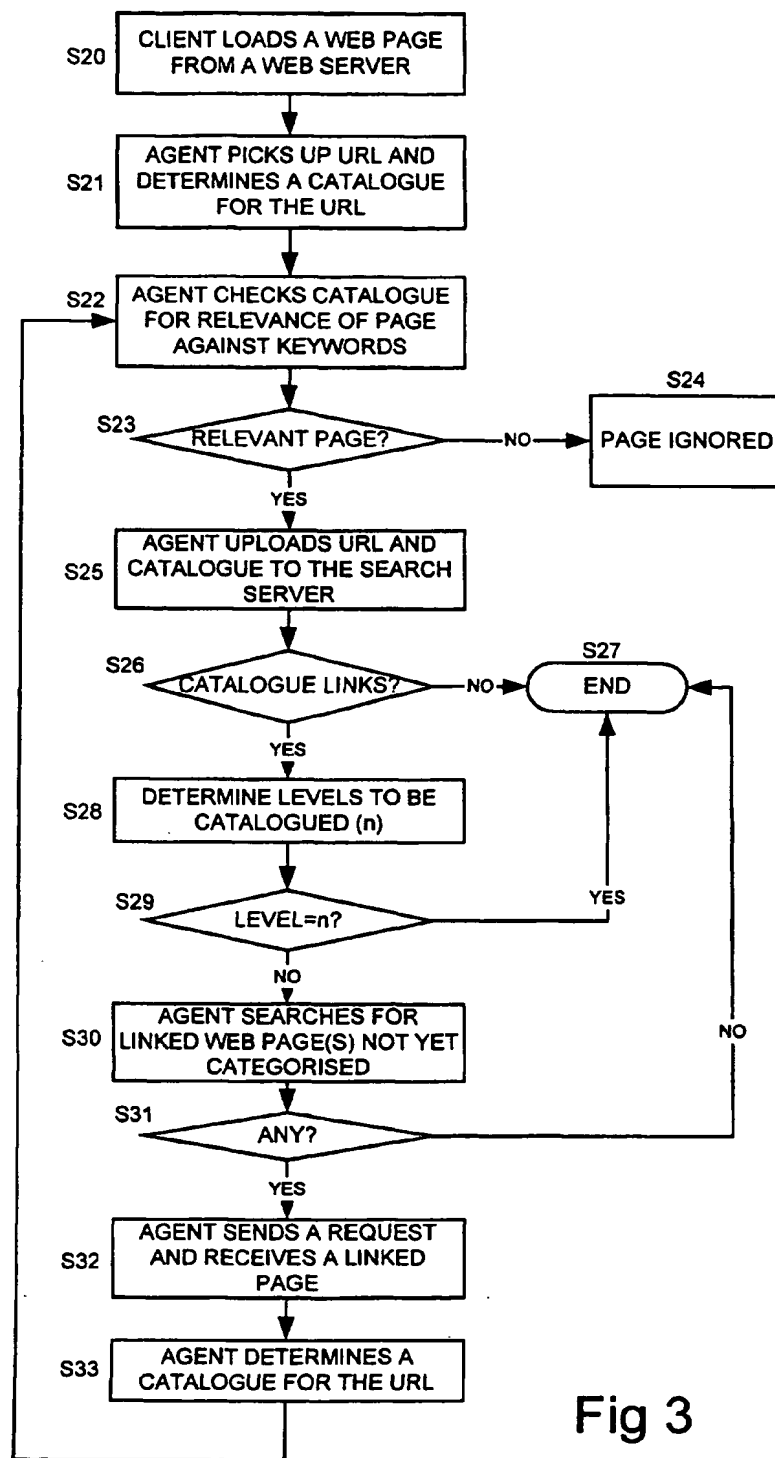 S20
CLIENT LOADS A WEB PAGE
FROM A WEB SERVER
S21
AGENT PICKS UP URL AND
DETERMINES A CATALOGUE
FOR THE URL
S22
AGENT CHECKS CATALOGUE
FOR RELEVANCE OF PAGE
AGAINST KEYWORDS
S23
RELEVANT PAGE?
NO
S24
PAGE IGNORED
YES
S25
AGENT UPLOADS URL AND
CATALOGUE TO THE SEARCH
SERVER
S26
CATALOGUE LINKS?
NO
S27
END
YES
S28
DETERMINE LEVELS TO BE
CATALOGUED (n)
S29
LEVEL=n?
YES
NO
S30
AGENT SEARCHES FOR
LINKED WEB PAGE(S) NOT YET
CATEGORISED
NO
S31
ANY?
YES
S32
AGENT SENDS A REQUEST
AND RECEIVES A LINKED
PAGE
S33
AGENT DETERMINES A
CATALOGUE FOR THE URL
Fig 3